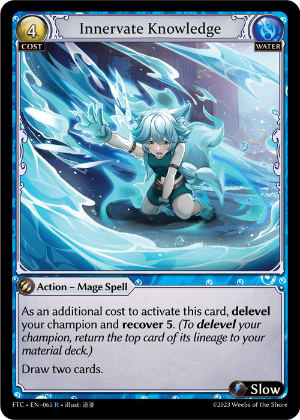 4
Innervate Knowledge
COST
WATER
Action – Mage Spell
As an additional cost to activate this card, delevel
your champion and recover 5. (To delevel your
champion, return the top card of its lineage to your
material deck.)
Draw two cards.
Slow
FTC • EN-065 R • illust: 道夏
©2023 Weebs of the Shore